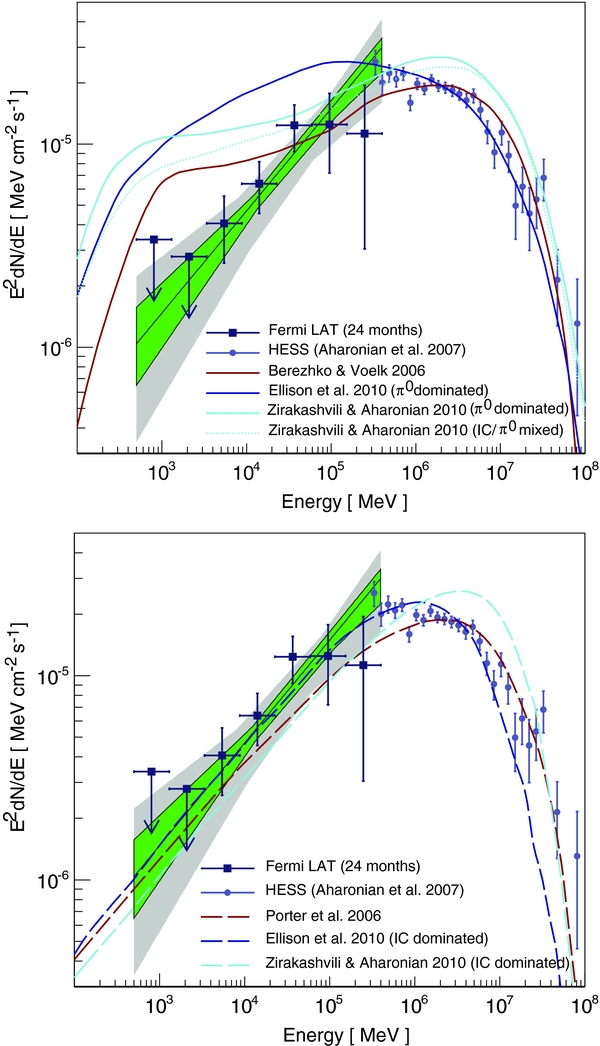 E²dN/dE [ MeV cm⁻² s⁻¹]
10⁻⁵
10⁻⁶
Fermi LAT (24 months)
HESS (Aharonian et al. 2007)
Berezhko & Voelk 2006
Ellison et al. 2010 (π⁰dominated)
Zirakashvili & Aharonian 2010 (π⁰ dominated)
Zirakashvili & Aharonian 2010 (IC/π⁰ mixed)
10³ 10⁴ 10⁵ 10⁶ 10⁷ 10⁸
Energy [ MeV ]
E²dN/dE [ MeV cm⁻² s⁻¹]
10⁻⁵
10⁻⁶
Fermi LAT (24 months)
HESS (Aharonian et al. 2007)
Porter et al. 2006
Ellison et al. 2010 (IC dominated)
Zirakashvili & Aharonian 2010 (IC dominated)
10³ 10⁴ 10⁵ 10⁶ 10⁷ 10⁸
Energy [ MeV ]